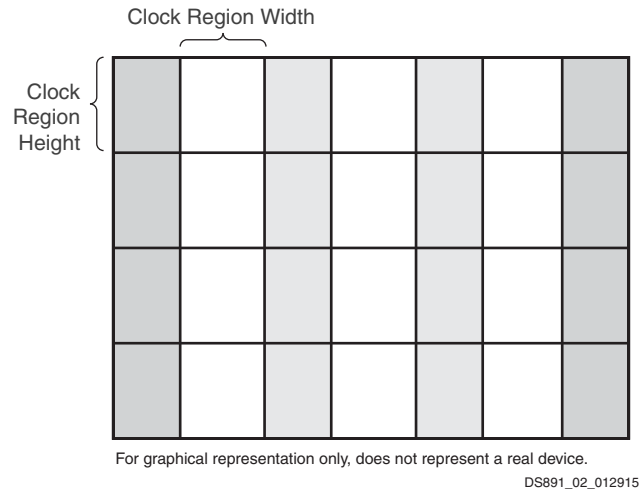 Clock Region Width
Clock
Region
Height
For graphical representation only, does not represent a real device.
DS891_02_012915